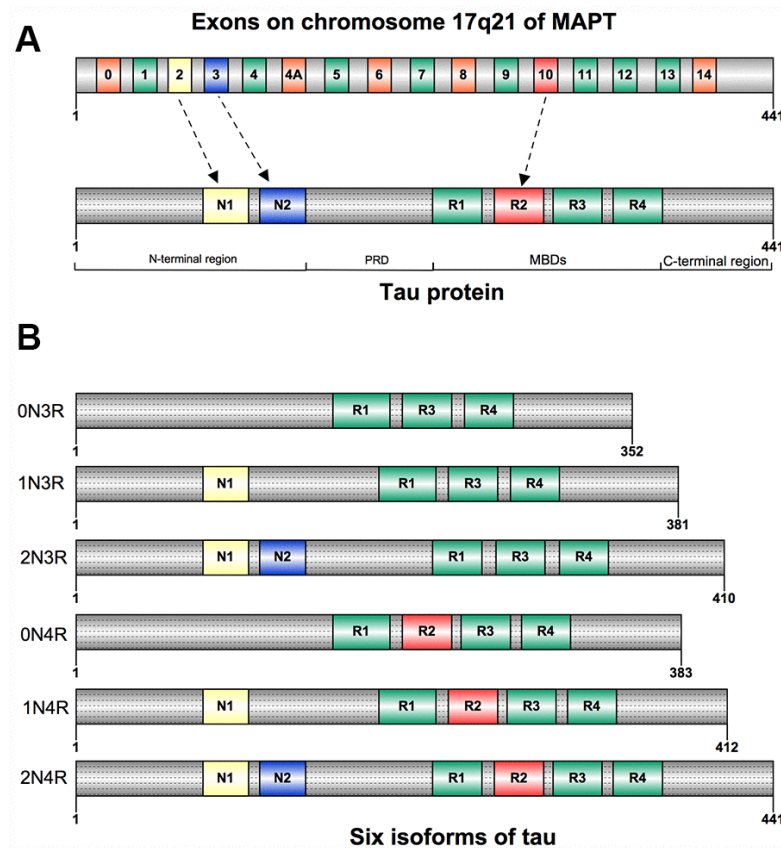 Exons on chromosome 17q21 of MAPT
A
0 1 2 3 4 4A 5 6 7 8 9 10 11 12 13 14
1 441
N1 N2 R1 R2 R3 R4
1 441
N-terminal region PRD MBDs C-terminal region
Tau protein
B
0N3R R1 R3 R4
1 352
1N3R N1 R1 R3 R4
1 381
2N3R N1 N2 R1 R3 R4
1 410
0N4R R1 R2 R3 R4
1 383
1N4R N1 R1 R2 R3 R4
1 412
2N4R N1 N2 R1 R2 R3 R4
1 441
Six isoforms of tau